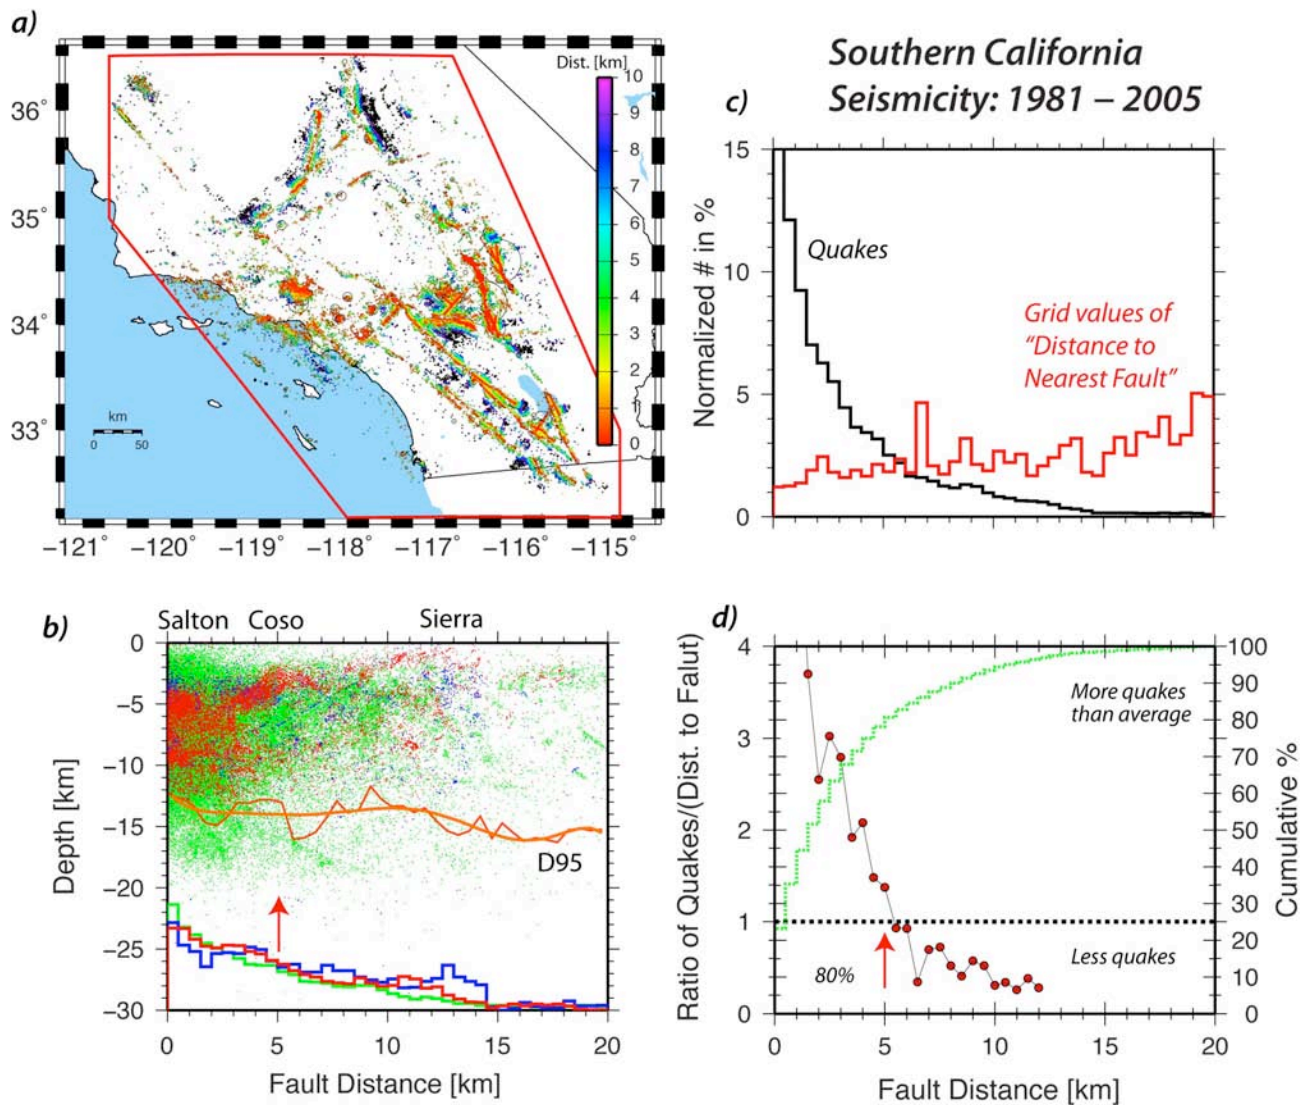 a)
Southern California
Seismicity: 1981 – 2005
Dist. [km]
10
9
8
7
6
5
4
3
2
1
0
36°
35°
34°
33°
km
0 50
−121° −120° −119° −118° −117° −116° −115°
c)
Normalized # in %
15
10
5
0
Quakes
Grid values of
“Distance to
Nearest Fault”
0 5 10 15 20
b)
Salton Coso Sierra
Depth [km]
−0
−5
−10
−15
−20
−25
−30
D95
0 5 10 15 20
Fault Distance [km]
d)
Ratio of Quakes/(Dist. to Falut)
4
3
2
1
0
More quakes
than average
Less quakes
80%
100
90
80
70
60
50
40
30
20
10
0
Cumulative %
0 5 10 15 20
Fault Distance [km]